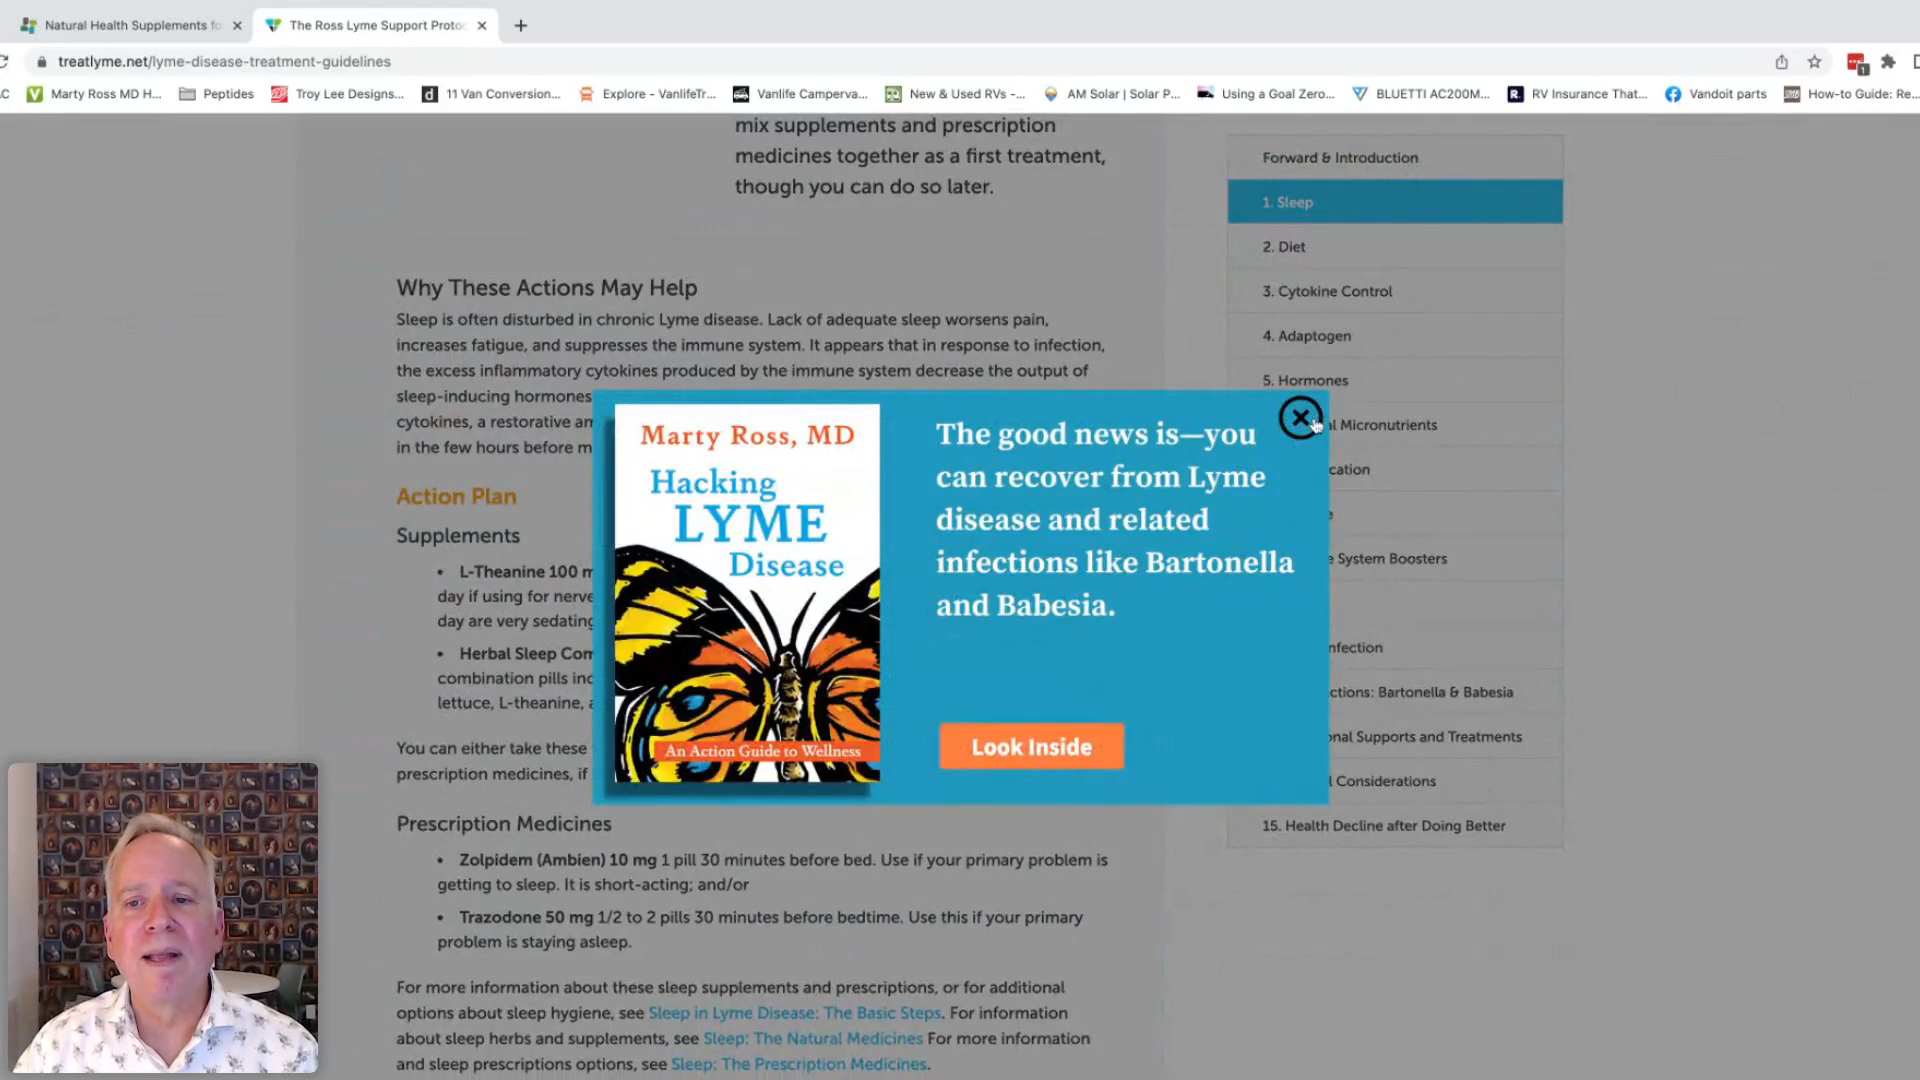 Natural Health Supplements fo
The Ross Lyme Support Protoc
treatlyme.net/lyme-disease-treatment-guidelines
1
Marty Ross MD H...
Peptides
Troy Lee Designs...
11 Van Conversion...
Explore - VanlifeTr...
Vanlife Camperva...
New & Used RVs –...
AM Solar | Solar P...
Using a Goal Zero...
BLUETTI AC200M...
RV Insurance That...
Vandoit parts
How-to Guide: Re...
mix supplements and prescription
medicines together as a first treatment,
though you can do so later.
Why These Actions May Help
Sleep is often disturbed in chronic Lyme disease. Lack of adequate sleep worsens pain,
increases fatigue, and suppresses the immune system. It appears that in response to infection,
the excess inflammatory cytokines produced by the immune system decrease the output of
sleep-inducing hormones
cytokines, a restorative
in the few hours before
Action Plan
Supplements
• L-Theanine 100
day if using for
day are very sedating
• Herbal Sleep
combination pills
lettuce, L-theanine,
You can either take these
prescription medicines, if
Prescription Medicines
• Zolpidem (Ambien) 10 mg 1 pill 30 minutes before bed. Use if your primary problem is
getting to sleep. It is short-acting; and/or
• Trazodone 50 mg 1/2 to 2 pills 30 minutes before bedtime. Use this if your primary
problem is staying asleep.
For more information about these sleep supplements and prescriptions, or for additional
options about sleep hygiene, see Sleep in Lyme Disease: The Basic Steps. For information
about sleep herbs and supplements, see Sleep: The Natural Medicines For more information
and sleep prescriptions options, see Sleep: The Prescription Medicines.
Marty Ross, MD
Hacking
LYME
Disease
An Action Guide to Wellness
The good news is—you
can recover from Lyme
disease and related
infections like Bartonella
and Babesia.
Look Inside
Forward & Introduction
1. Sleep
2. Diet
3. Cytokine Control
4. Adaptogen
5. Hormones
l Micronutrients
cation
e
e System Boosters
nfection
ctions: Bartonella & Babesia
onal Supports and Treatments
l Considerations
15. Health Decline after Doing Better